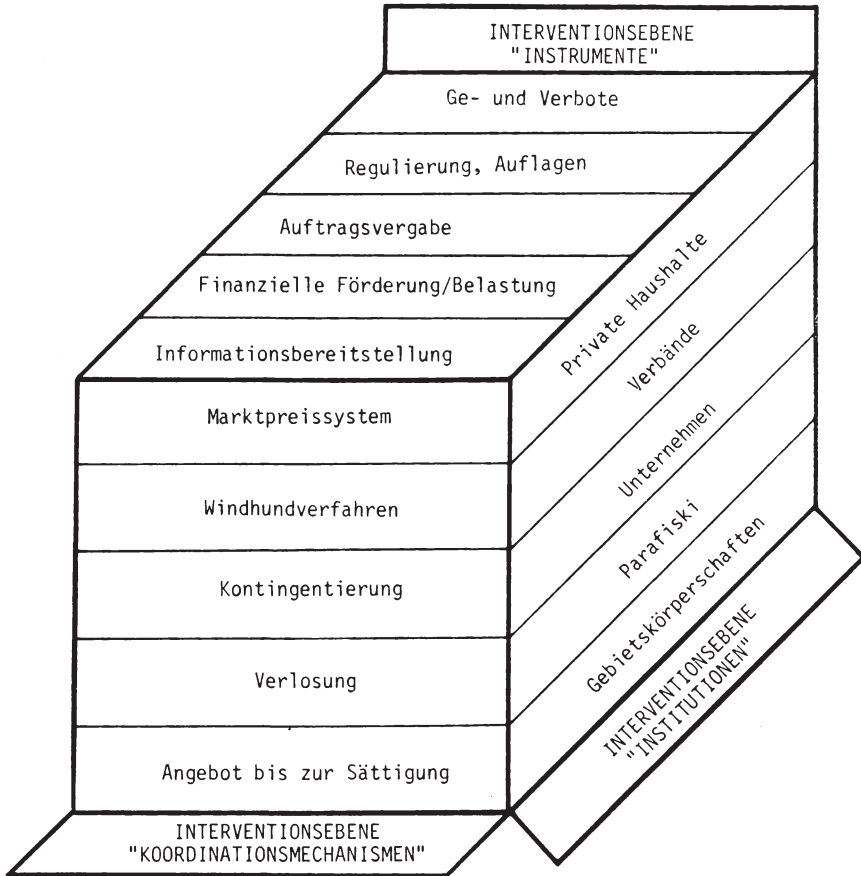 INTERVENTIONSEBENE
"INSTRUMENTE"
Ge- und Verbote
Regulierung, Auflagen
Auftragsvergabe
Finanzielle Förderung/Belastung
Informationsbereitstellung
Marktpreissystem
Windhundverfahren
Kontingentierung
Verlosung
Angebot bis zur Sättigung
INTERVENTIONSEBENE
"KOORDINATIONSMECHANISMEN"
Private Haushalte
Verbände
Unternehmen
Parafiski
Gebietskörperschaften
INTERVENTIONSEBENE
"INSTITUTIONEN"